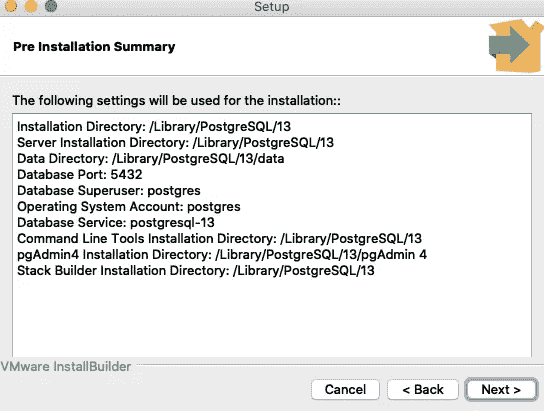 Setup
Pre Installation Summary
The following settings will be used for the installation::
Installation Directory: /Library/PostgreSQL/13
Server Installation Directory: /Library/PostgreSQL/13
Data Directory: /Library/PostgreSQL/13/data
Database Port: 5432
Database Superuser: postgres
Operating System Account: postgres
Database Service: postgresql-13
Command Line Tools Installation Directory: /Library/PostgreSQL/13
pgAdmin4 Installation Directory: /Library/PostgreSQL/13/pgAdmin 4
Stack Builder Installation Directory: /Library/PostgreSQL/13
VMware InstallBuilder
Cancel < Back Next >